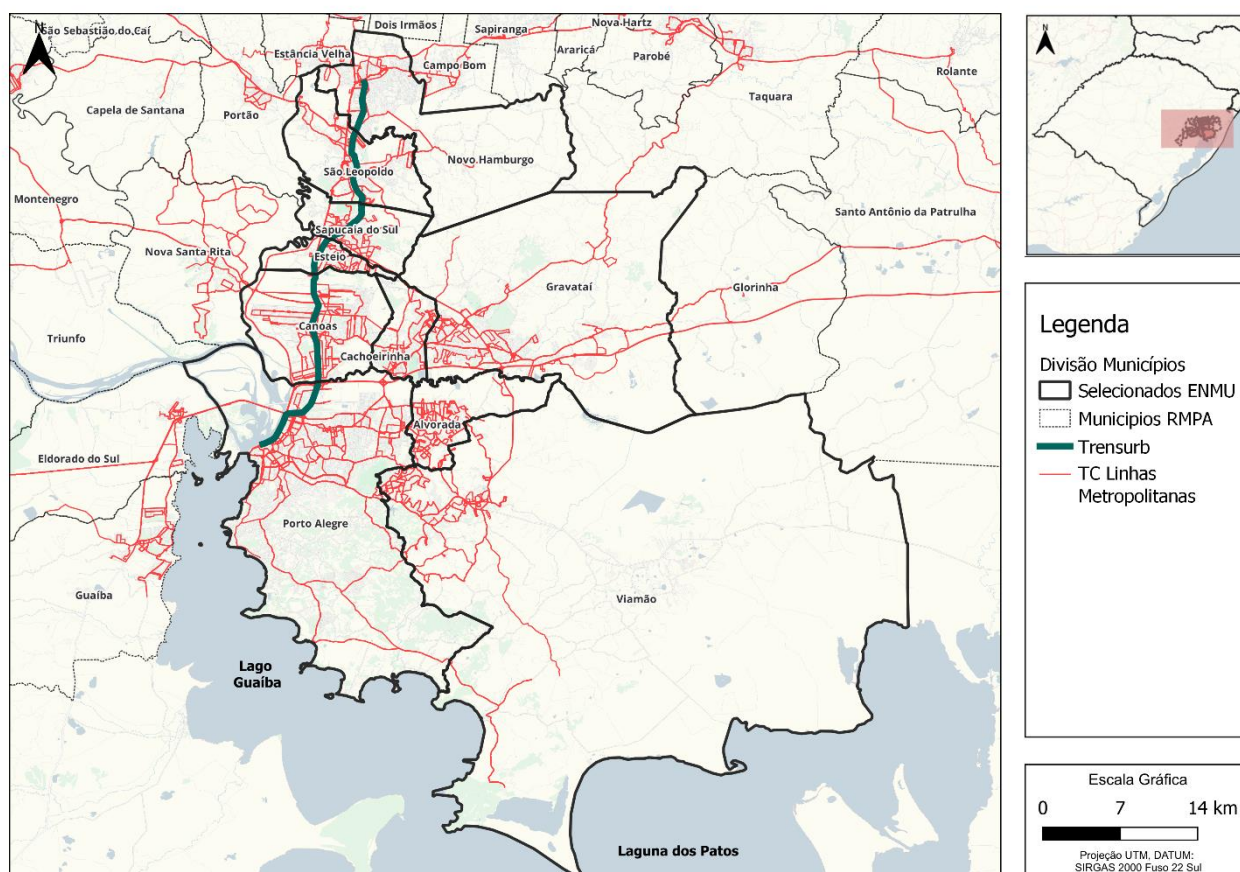 Dois Irmãos
Nova Hartz
São Sebastião do Caí
Sapiranga
N
Estância Velha
Araricá
Parobé
Campo Bom
Rolante
Taquara
Capela de Santana
Portão
Novo Hamburgo
São Leopoldo
Montenegro
Santo Antônio da Patrulha
Sapucaia do Sul
Nova Santa Rita
Esteio
Gravataí
Glorinha
Canoas
Triunfo
Cachoeirinha
Alvorada
Eldorado do Sul
Porto Alegre
Guaíba
Viamão
Lago
Guaíba
Laguna dos Patos
N
Legenda
Divisão Municípios
Selecionados ENMU
Municipios RMPA
Trensurb
TC Linhas
Metropolitanas
Escala Gráfica
0 7 14 km
Projeção UTM, DATUM:
SIRGAS 2000 Fuso 22 Sul